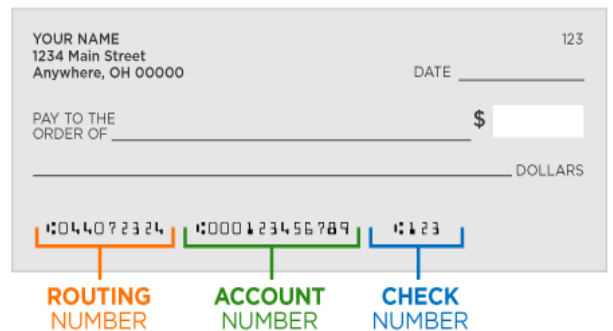 YOUR NAME 123
1234 Main Street
Anywhere, OH 00000
DATE
PAY TO THE
ORDER OF $
DOLLARS
⑆044072324 ⑆000123456789 ⑆123
ROUTING ACCOUNT CHECK
NUMBER NUMBER NUMBER